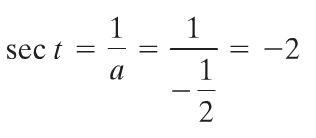 sec t = 1/a = 1/(-1/2) = -2